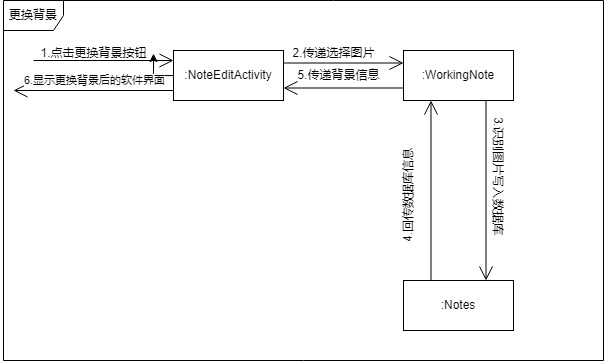 更换背景
1.点击更换背景按钮
2.传递选择图片
6.显示更换背景后的软件界面
:NoteEditActivity
5.传递背景信息
:WorkingNote
3.识别图片写入数据库
4.回传数据库信息
:Notes